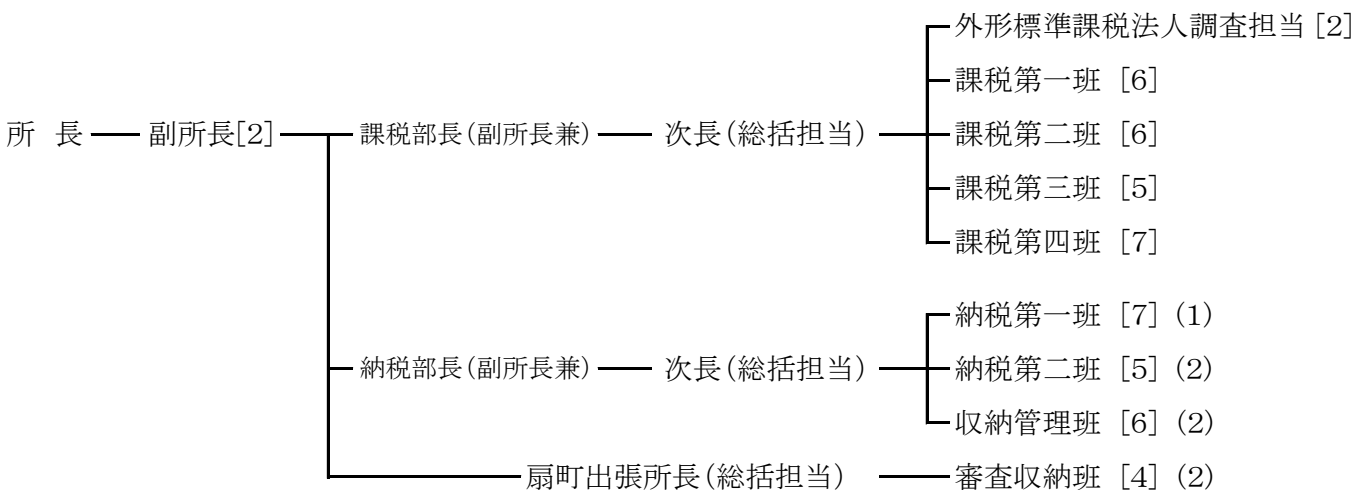 外形標準課税法人調査担当[2]
課税第一班 [6]
所 長 副所長[2] 課税部長(副所長兼) 次長(総括担当) 課税第二班 [6]
課税第三班 [5]
課税第四班 [7]
納税第一班 [7] (1)
納税部長(副所長兼) 次長(総括担当) 納税第二班 [5] (2)
収納管理班 [6] (2)
扇町出張所長(総括担当) 審査収納班 [4] (2)